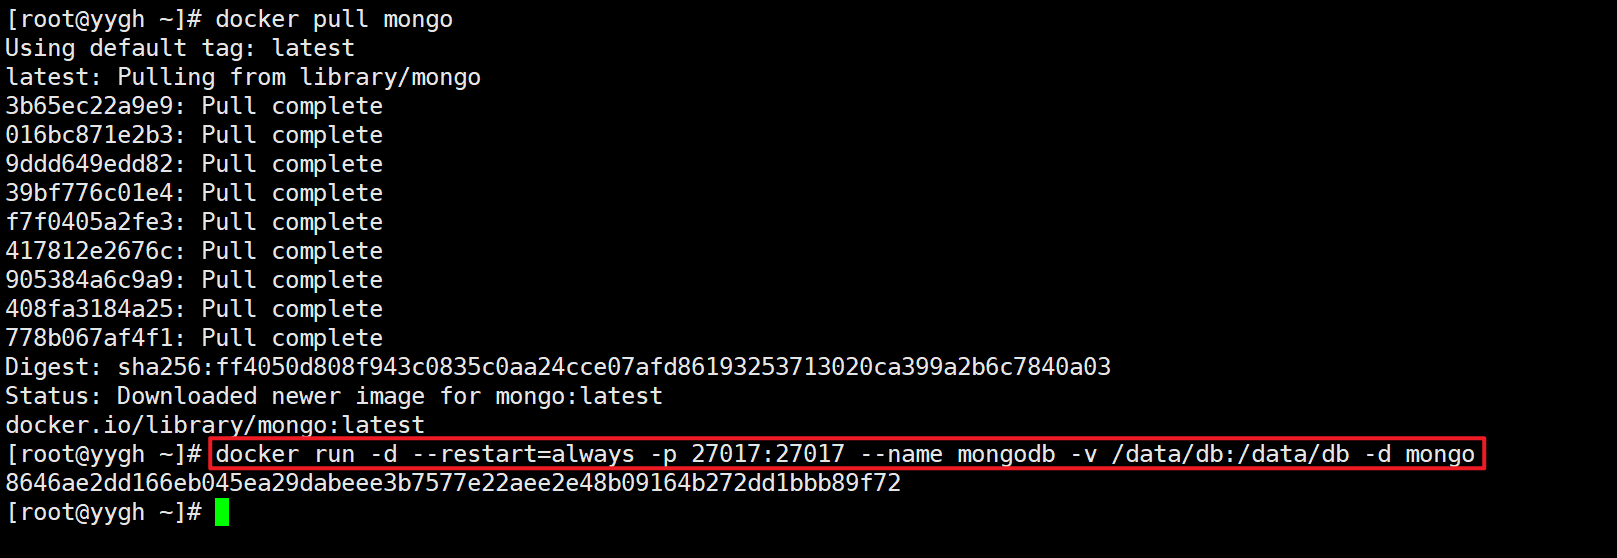 [root@yygh ~]# docker pull mongo
Using default tag: latest
latest: Pulling from library/mongo
3b65ec22a9e9: Pull complete
016bc871e2b3: Pull complete
9ddd649edd82: Pull complete
39bf776c01e4: Pull complete
f7f0405a2fe3: Pull complete
417812e2676c: Pull complete
905384a6c9a9: Pull complete
408fa3184a25: Pull complete
778b067af4f1: Pull complete
Digest: sha256:ff4050d808f943c0835c0aa24cce07afd86193253713020ca399a2b6c7840a03
Status: Downloaded newer image for mongo:latest
docker.io/library/mongo:latest
[root@yygh ~]# docker run -d --restart=always -p 27017:27017 --name mongodb -v /data/db:/data/db -d mongo
8646ae2dd166eb045ea29dabeee3b7577e22aee2e48b09164b272dd1bbb89f72
[root@yygh ~]#